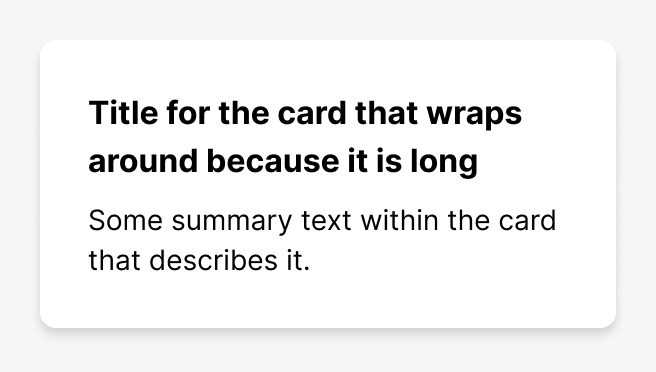 Title for the card that wraps
around because it is long
Some summary text within the card
that describes it.